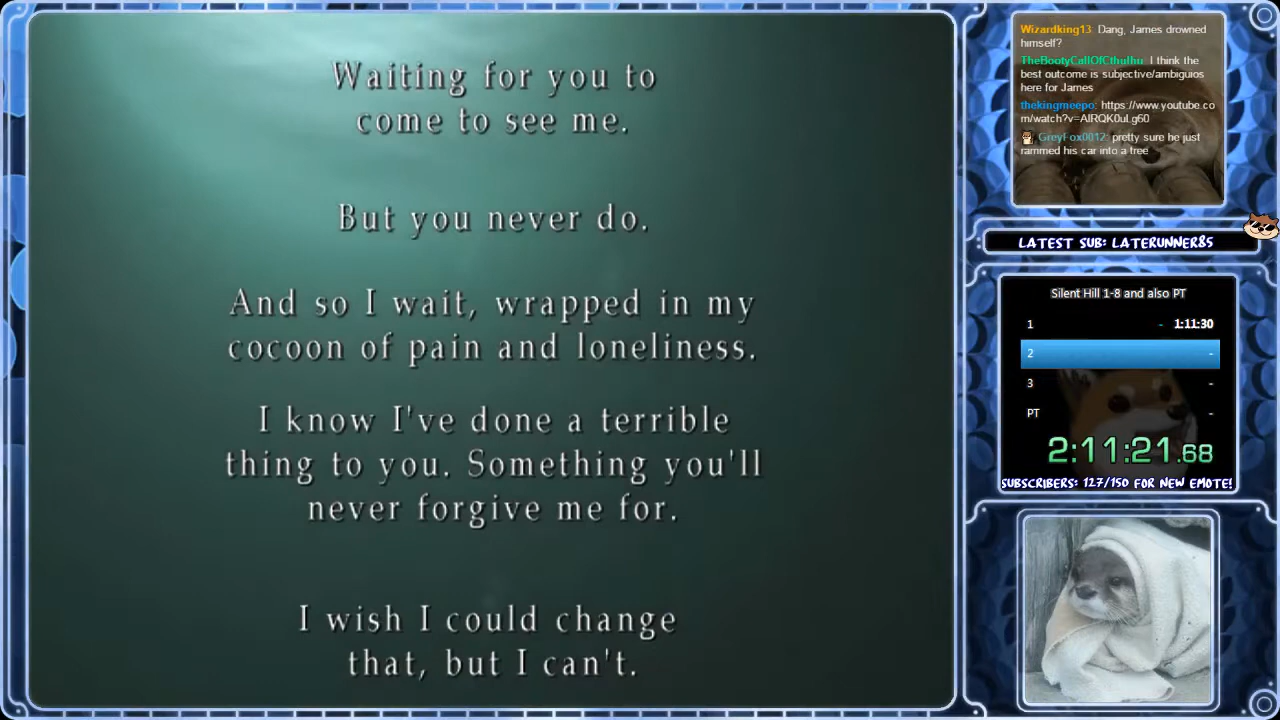 Waiting for you to
come to see me.
But you never do.
And so I wait, wrapped in my
cocoon of pain and loneliness.
I know I've done a terrible
thing to you. Something you'll
never forgive me for.
I wish I could change
that, but I can't.
Wizardking13: Dang, James drowned
himself?
TheBootyCallOfCthulhu: I think the
best outcome is subjective/ambiguios
here for James
thekingmeepo: https://www.youtube.co
m/watch?v=AIRQK0uLg60
GreyFox0012: pretty sure he just
rammed his car into a tree
LATEST SUB: LATERUNNER85
Silent Hill 1-8 and also PT
1 - 1:11:30
2 -
3 -
PT -
2:11:21.68
SUBSCRIBERS: 127/150 FOR NEW EMOTE!